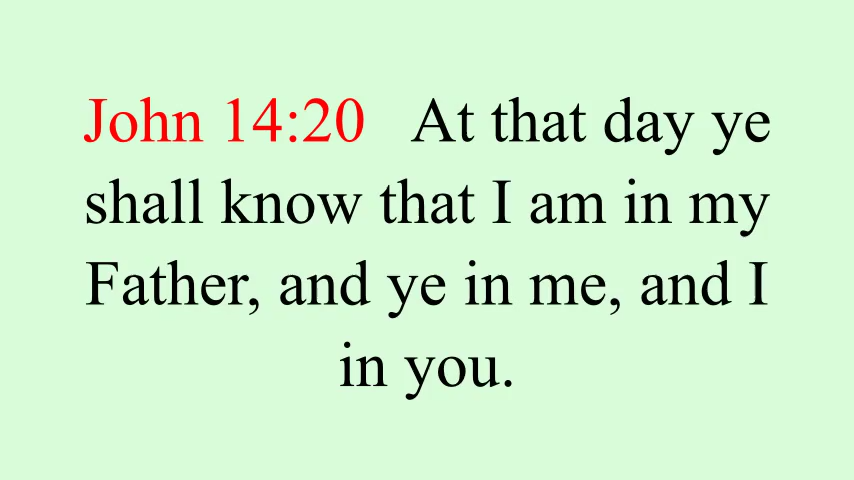 John 14:20 At that day ye
shall know that I am in my
Father, and ye in me, and I
in you.